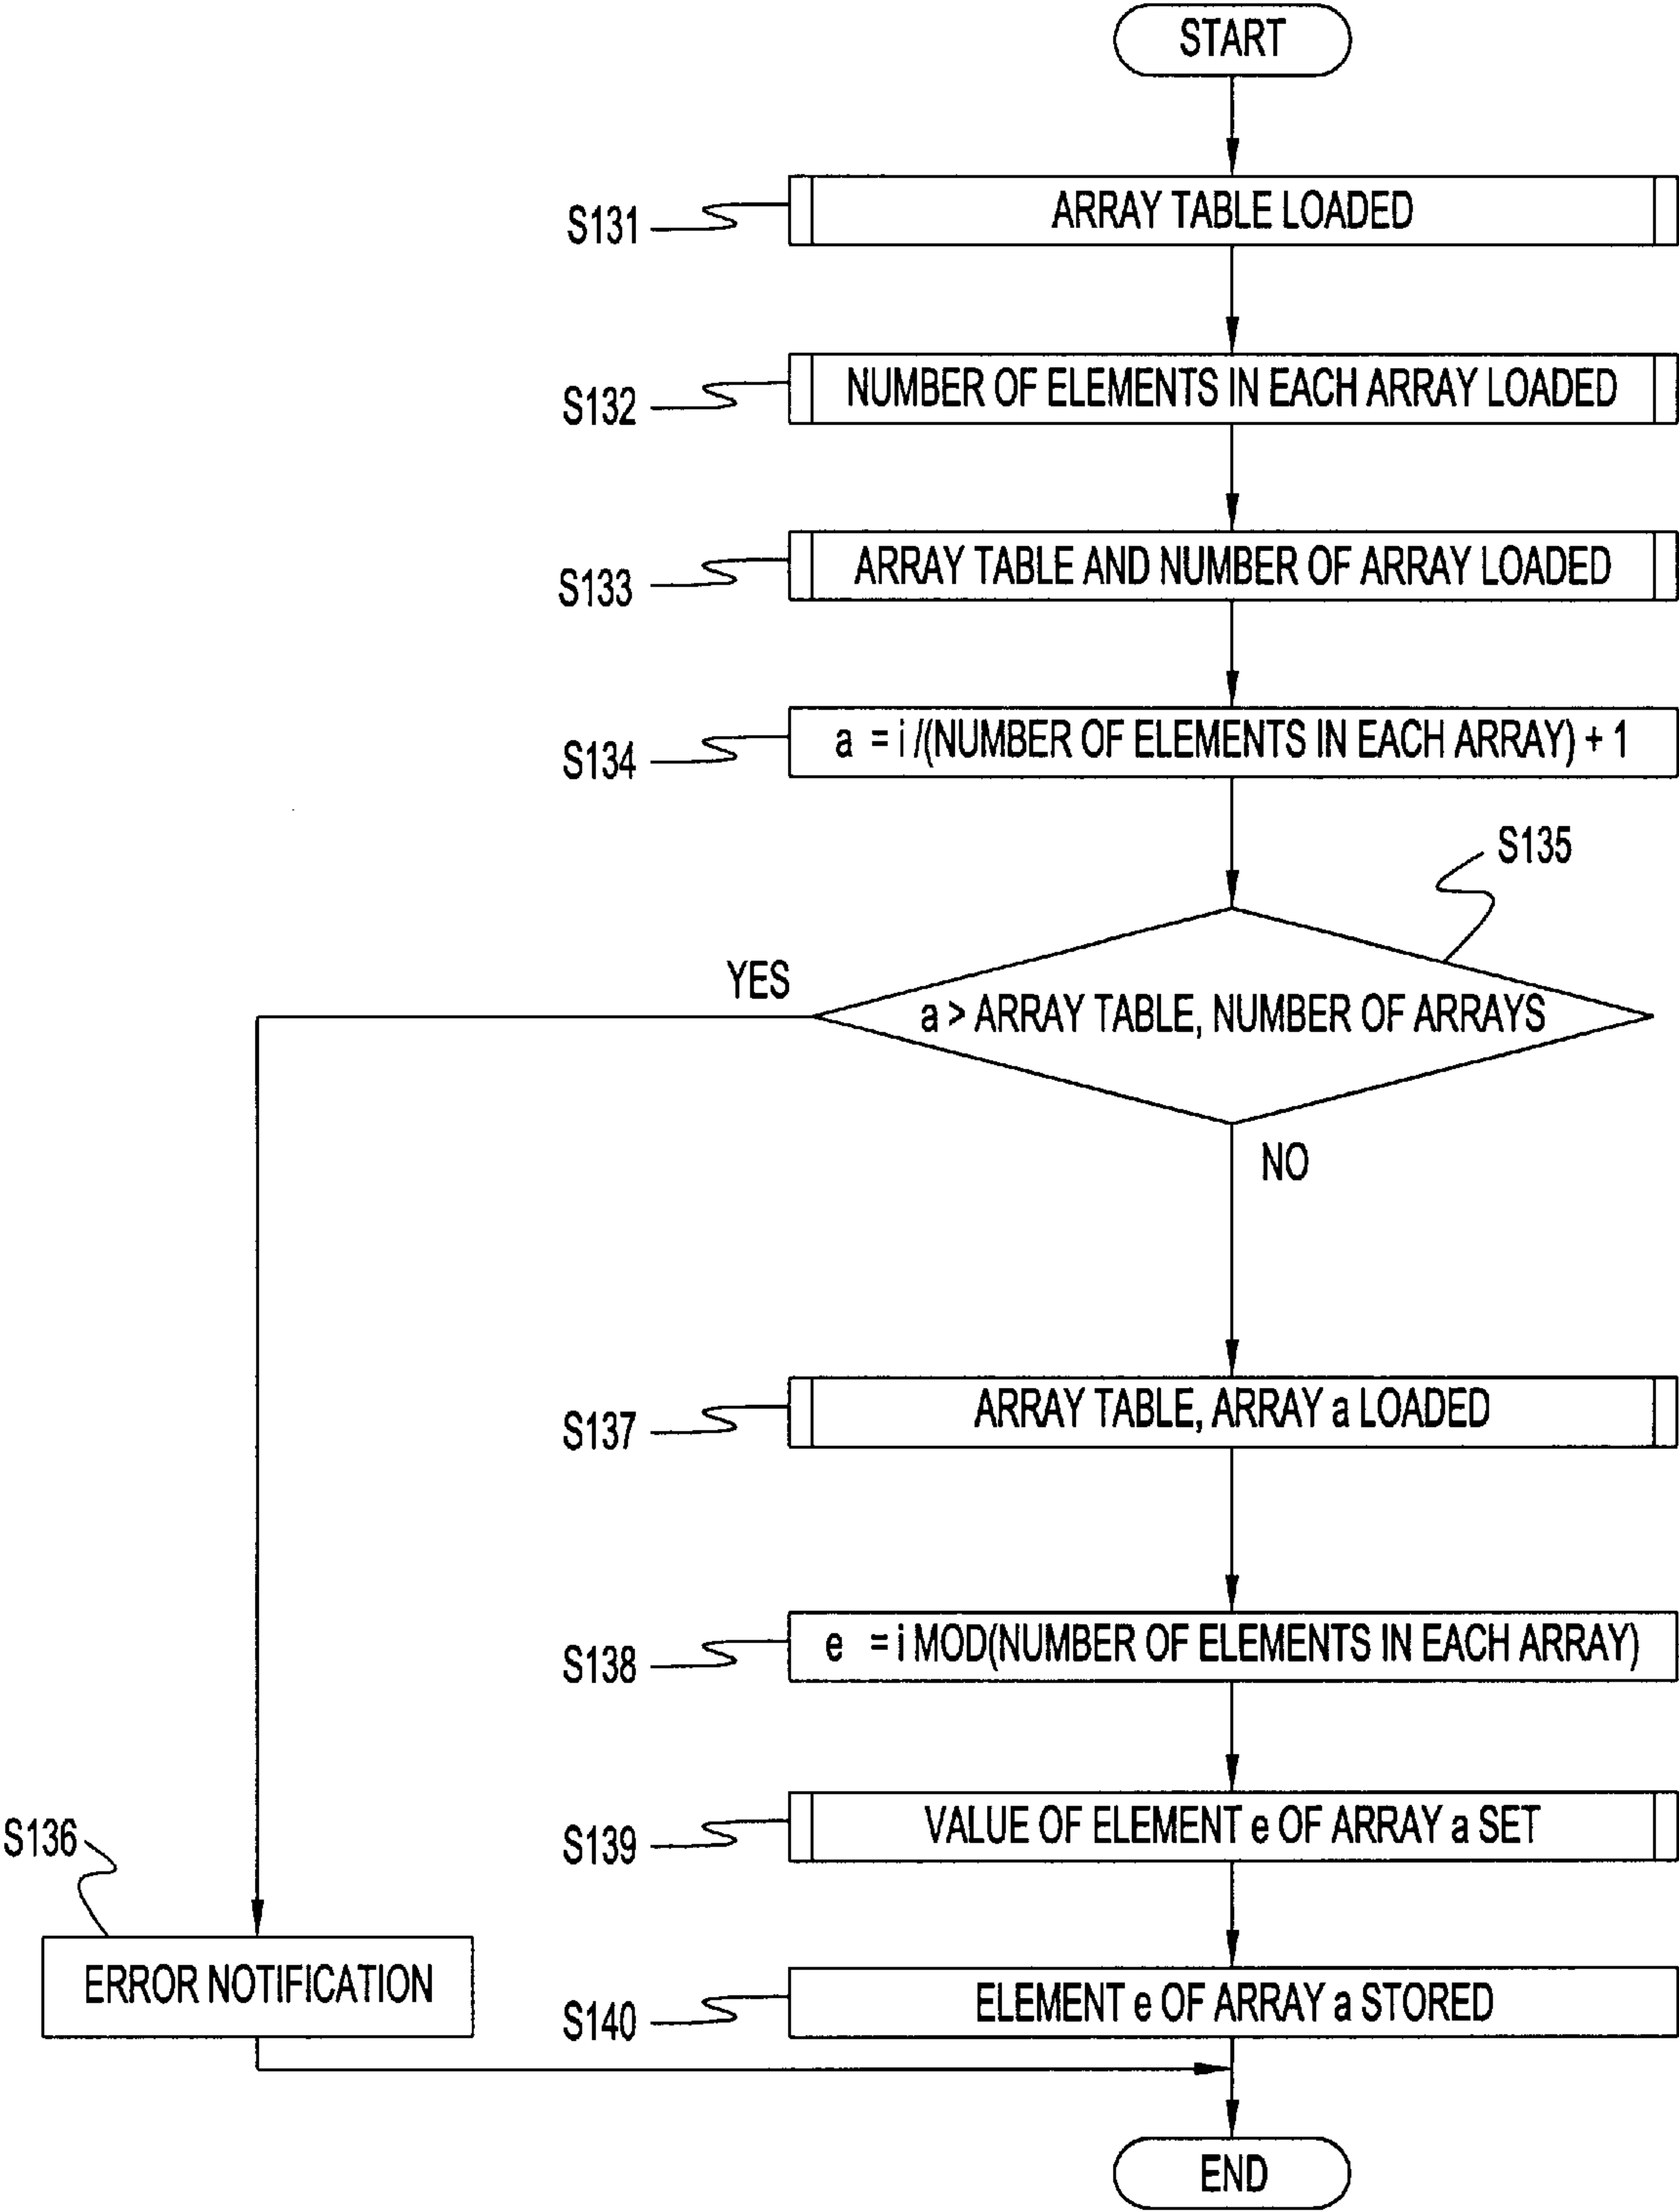 START
S131
ARRAY TABLE LOADED
S132
NUMBER OF ELEMENTS IN EACH ARRAY LOADED
S133
ARRAY TABLE AND NUMBER OF ARRAY LOADED
S134
a = i /(NUMBER OF ELEMENTS IN EACH ARRAY) + 1
S135
YES
a > ARRAY TABLE, NUMBER OF ARRAYS
NO
S137
ARRAY TABLE, ARRAY a LOADED
S138
e = i MOD(NUMBER OF ELEMENTS IN EACH ARRAY)
S139
VALUE OF ELEMENT e OF ARRAY a SET
S136
ERROR NOTIFICATION
S140
ELEMENT e OF ARRAY a STORED
END